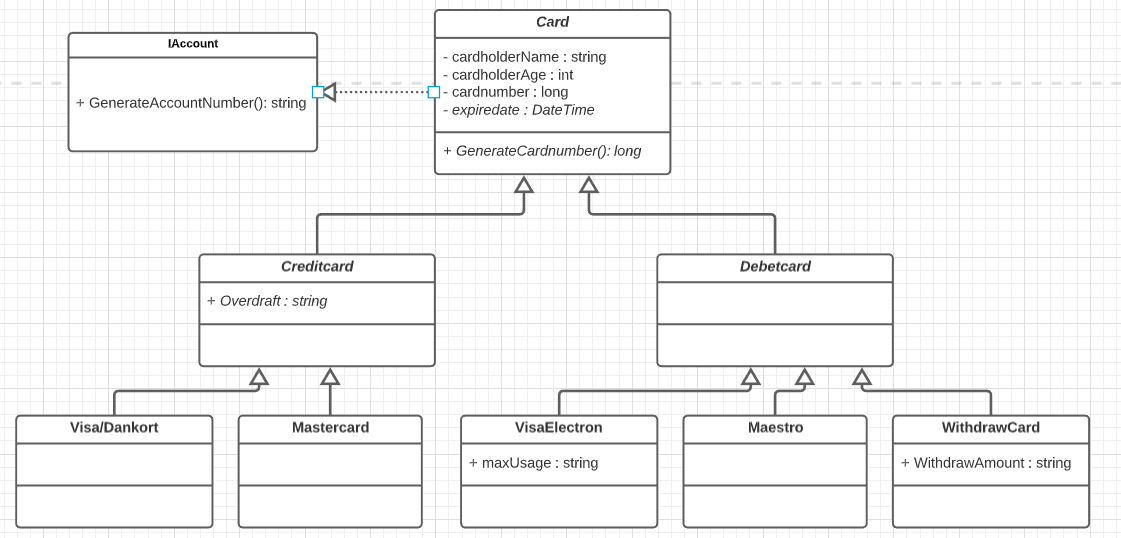 IAccount
+ GenerateAccountNumber(): string
Card
- cardholderName : string
- cardholderAge : int
- cardnumber : long
- expiredate : DateTime
+ GenerateCardnumber(): long
Creditcard
+ Overdraft : string
Debetcard
Visa/Dankort
Mastercard
VisaElectron
+ maxUsage : string
Maestro
WithdrawCard
+ WithdrawAmount : string